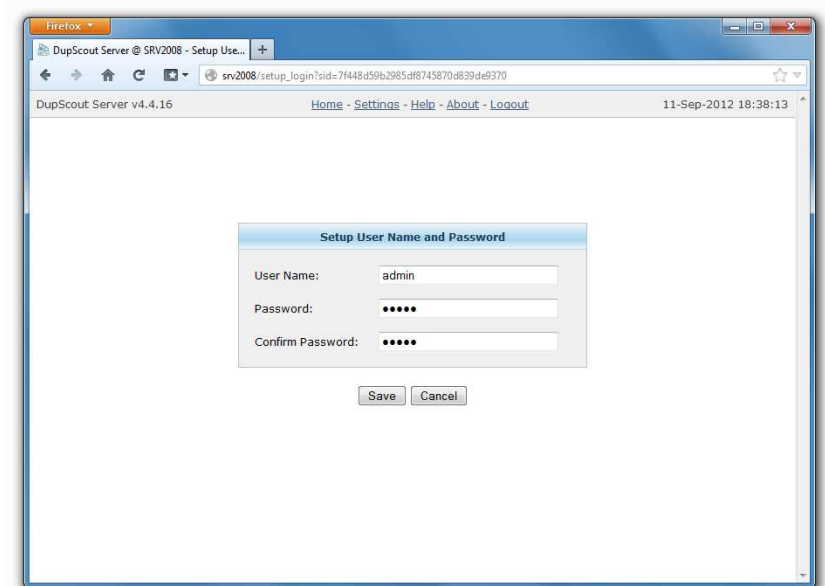 Firefox
DupScout Server @ SRV2008 - Setup Use...
srv2008/setup_login?sid=7f448d59b2985df8745870d839de9370
DupScout Server v4.4.16
Home - Settings - Help - About - Logout
11-Sep-2012 18:38:13
Setup User Name and Password
User Name:
admin
Password:
•••••
Confirm Password:
•••••
Save
Cancel